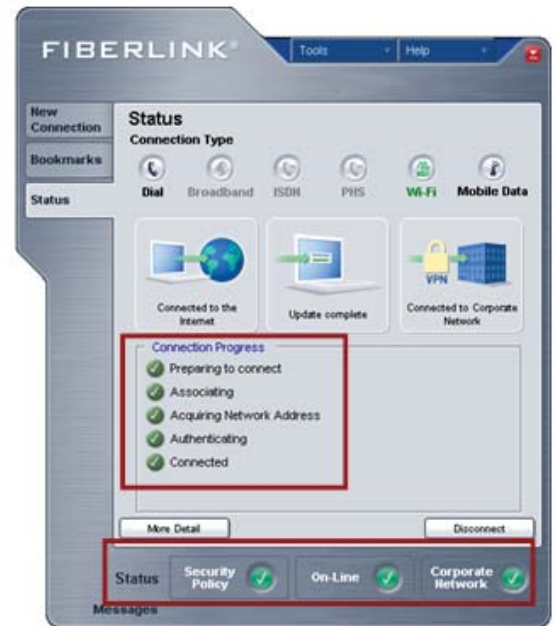 FIBERLINK®
Tools
Help
New
Connection
Bookmarks
Status
Status
Connection Type
Dial
Broadband
ISDN
PHS
Wi-Fi
Mobile Data
VPN
Connected to the
Internet
Update complete
Connected to Corporate
Network
Connection Progress
Preparing to connect
Associating
Acquiring Network Address
Authenticating
Connected
More Detail
Disconnect
Status
Security
Policy
On-Line
Corporate
Network
Messages